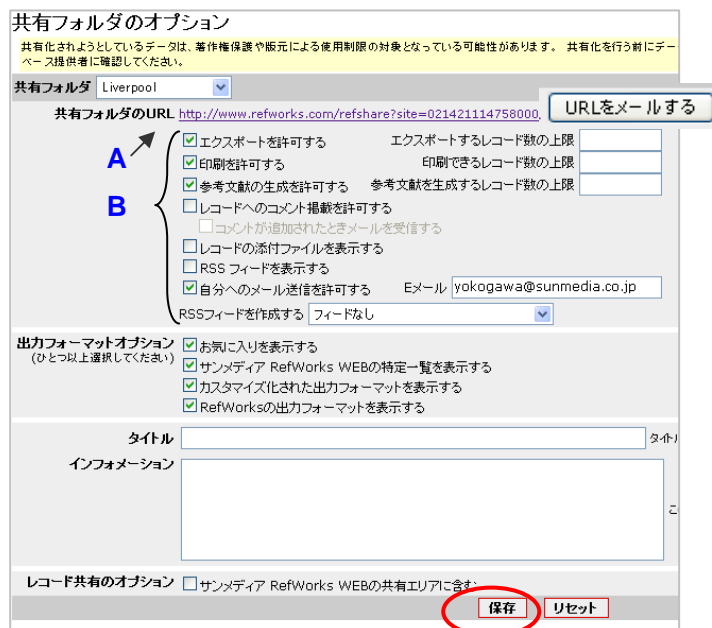 共有フォルダのオプション
共有化されようとしているデータは、著作権保護や版元による使用制限の対象となっている可能性があります。 共有化を行う前にデー
ベース提供者に確認してください。
共有フォルダ Liverpool
共有フォルダのURL http://www.refworks.com/refshare?site=021421114758000, URLをメールする
A
B
エクスポートを許可する エクスポートするレコード数の上限
印刷を許可する 印刷できるレコード数の上限
参考文献の生成を許可する 参考文献を生成するレコード数の上限
レコードへのコメント掲載を許可する
コメントが追加されたときメールを受信する
レコードの添付ファイルを表示する
RSS フィードを表示する
自分へのメール送信を許可する Eメール yokogawa@sunmedia.co.jp
RSSフィードを作成する フィードなし
出力フォーマットオプション お気に入りを表示する
(ひとつ以上選択してください) サンメディア RefWorks WEBの特定一覧を表示する
カスタマイズ化された出力フォーマットを表示する
RefWorksの出力フォーマットを表示する
タイトル タイトル
インフォメーション
こ
レコード共有のオプション サンメディア RefWorks WEBの共有エリアに含む
保存 リセット